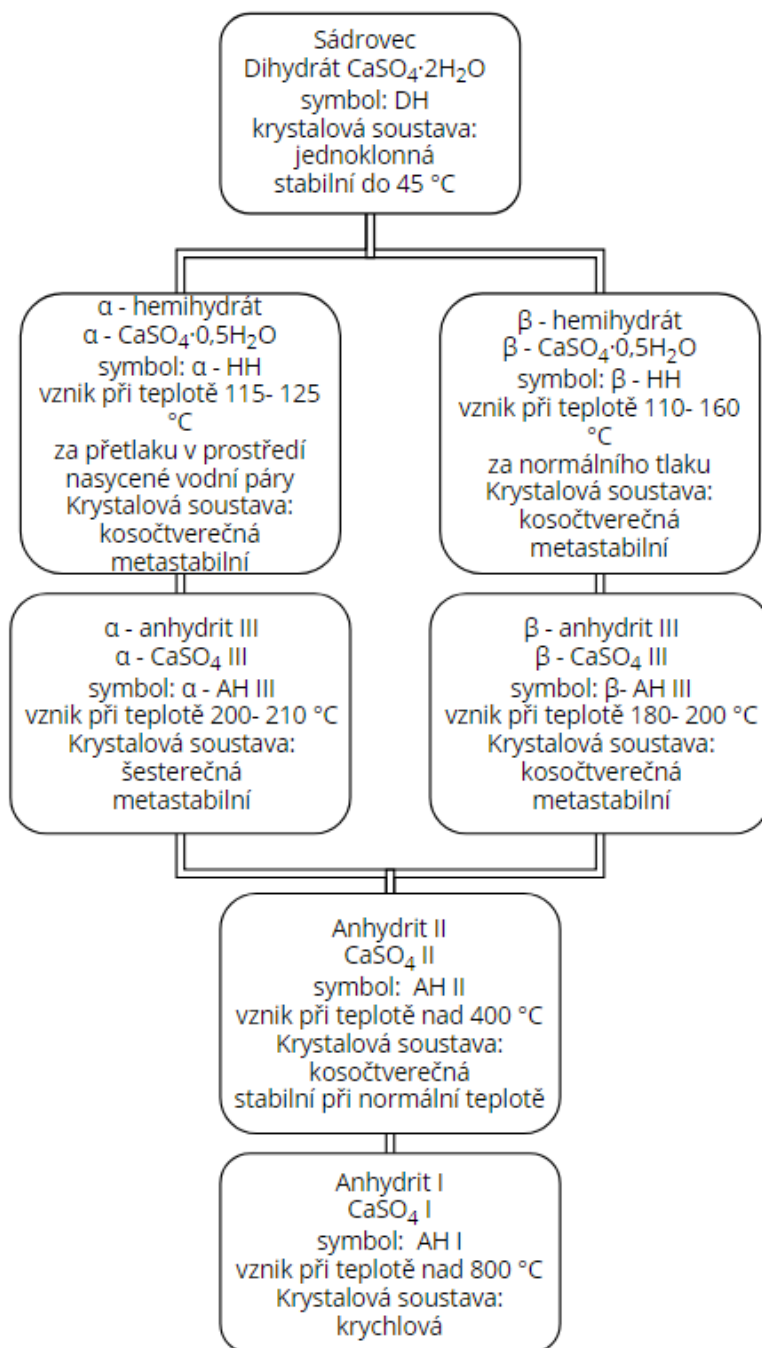 Sádrovec
Dihydrát CaSO₄·2H₂O
symbol: DH
krystalová soustava:
jednoklonná
stabilní do 45 °C
α - hemihydrát
α - CaSO₄·0,5H₂O
symbol: α - HH
vznik při teplotě 115- 125
°C
za přetlaku v prostředí
nasycené vodní páry
Krystalová soustava:
kosočtverečná
metastabilní
β - hemihydrát
β - CaSO₄·0,5H₂O
symbol: β - HH
vznik při teplotě 110- 160
°C
za normálního tlaku
Krystalová soustava:
kosočtverečná
metastabilní
α - anhydrit III
α - CaSO₄ III
symbol: α - AH III
vznik při teplotě 200- 210 °C
Krystalová soustava:
šesterečná
metastabilní
β - anhydrit III
β - CaSO₄ III
symbol: β- AH III
vznik při teplotě 180- 200 °C
Krystalová soustava:
kosočtverečná
metastabilní
Anhydrit II
CaSO₄ II
symbol: AH II
vznik při teplotě nad 400 °C
Krystalová soustava:
kosočtverečná
stabilní při normální teplotě
Anhydrit I
CaSO₄ I
symbol: AH I
vznik při teplotě nad 800 °C
Krystalová soustava:
krychlová